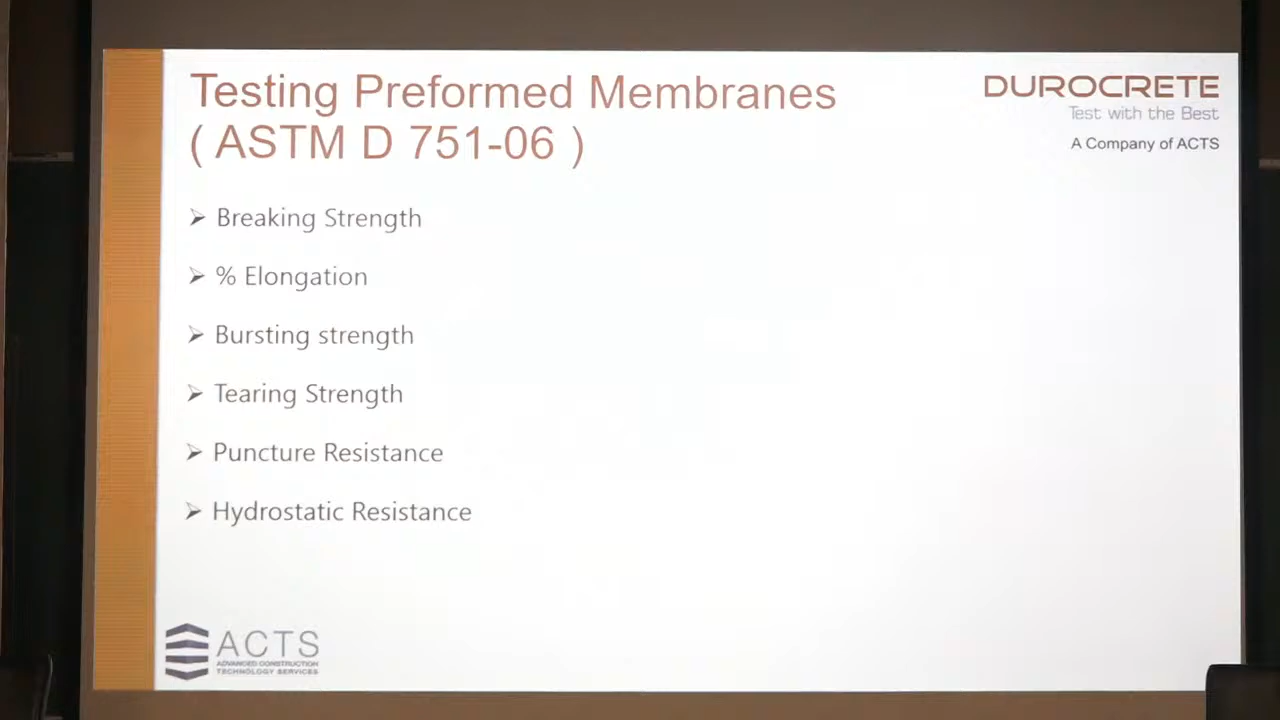 Testing Preformed Membranes
( ASTM D 751-06 )
DUROCRETE
Test with the Best
A Company of ACTS
➢ Breaking Strength
➢ % Elongation
➢ Bursting strength
➢ Tearing Strength
➢ Puncture Resistance
➢ Hydrostatic Resistance
ACTS
ADVANCED CONSTRUCTION
TECHNOLOGY SERVICES